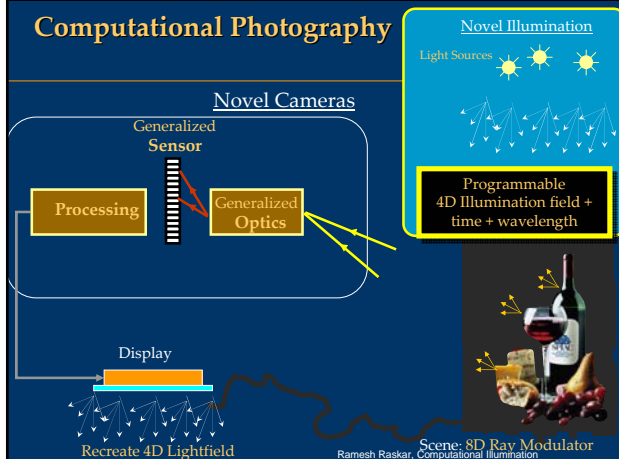 Computational Photography
Novel Illumination
Light Sources
Novel Cameras
Generalized
Sensor
Processing
Generalized
Optics
Programmable
4D Illumination field +
time + wavelength
Display
Recreate 4D Lightfield
Scene: 8D Ray Modulator
Ramesh Raskar, Computational Illumination